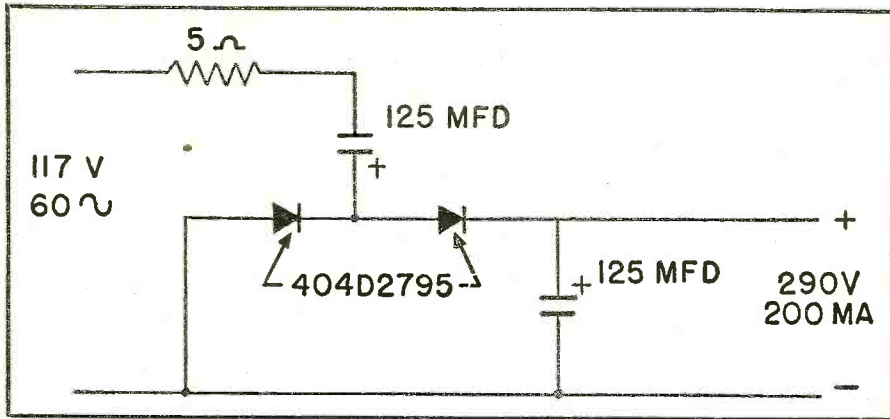 5 Ω
125 MFD
+
117 V
60 ∿
+
404D2795
+ 125 MFD
290V
200 MA
−